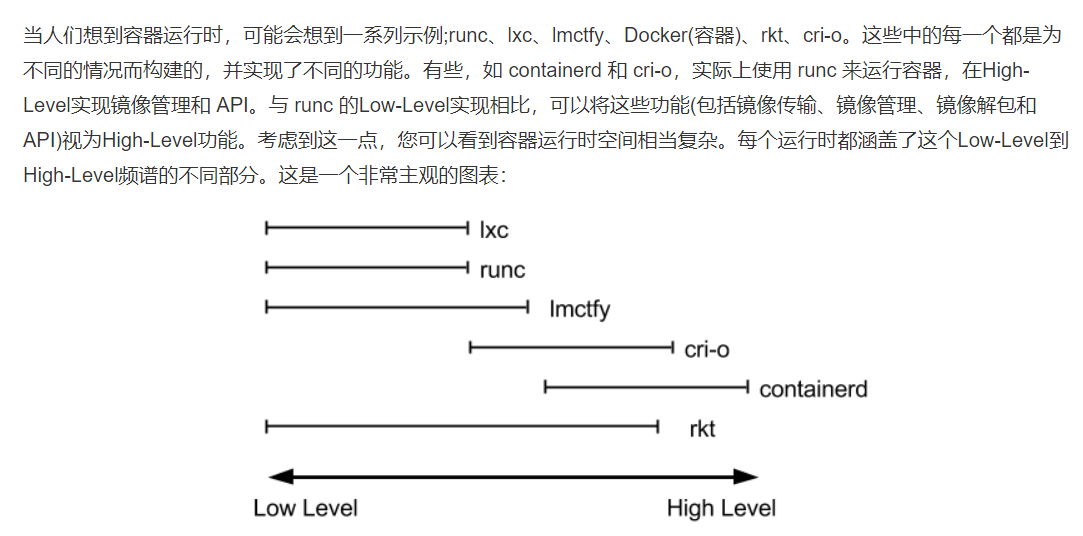 当人们想到容器运行时，可能会想到一系列示例;runc、lxc、lmctfy、Docker(容器)、rkt、cri-o。这些中的每一个都是为
不同的情况而构建的，并实现了不同的功能。有些，如 containerd 和 cri-o，实际上使用 runc 来运行容器，在High-
Level实现镜像管理和 API。与 runc 的Low-Level实现相比，可以将这些功能(包括镜像传输、镜像管理、镜像解包和
API)视为High-Level功能。考虑到这一点，您可以看到容器运行时空间相当复杂。每个运行时都涵盖了这个Low-Level到
High-Level频谱的不同部分。这是一个非常主观的图表：
lxc
runc
lmctfy
cri-o
containerd
rkt
Low Level
High Level